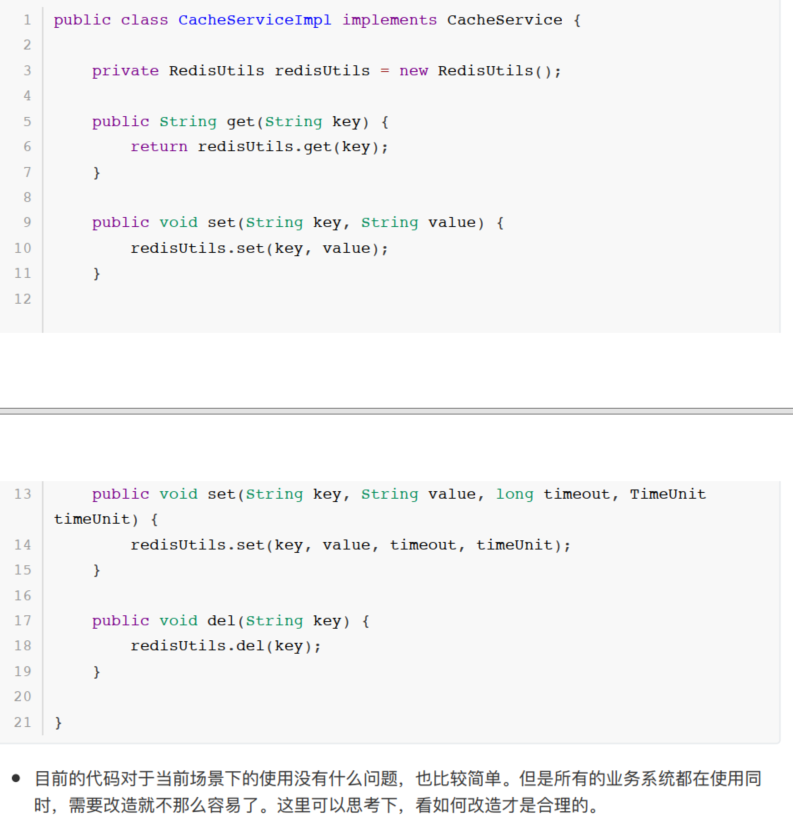 1 public class CacheServiceImpl implements CacheService {
2
3     private RedisUtils redisUtils = new RedisUtils();
4
5     public String get(String key) {
6         return redisUtils.get(key);
7     }
8
9     public void set(String key, String value) {
10         redisUtils.set(key, value);
11     }
12
13     public void set(String key, String value, long timeout, TimeUnit
timeUnit) {
14         redisUtils.set(key, value, timeout, timeUnit);
15     }
16
17     public void del(String key) {
18         redisUtils.del(key);
19     }
20
21 }
● 目前的代码对于当前场景下的使用没有什么问题，也比较简单。但是所有的业务系统都在使用同
时，需要改造就不那么容易了。这里可以思考下，看如何改造才是合理的。